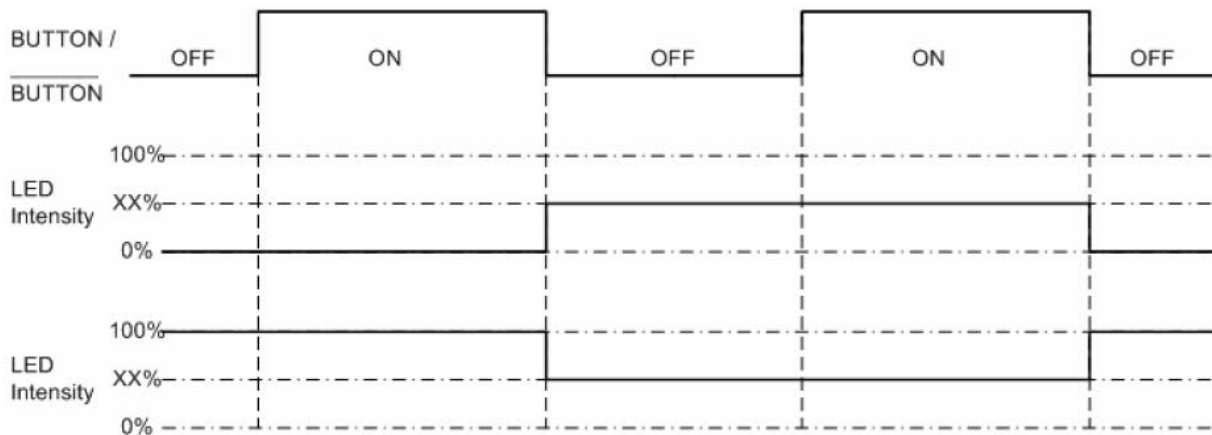 BUTTON /
BUTTON
OFF ON OFF ON OFF
100%
LED
Intensity
XX%
0%
100%
LED
Intensity
XX%
0%